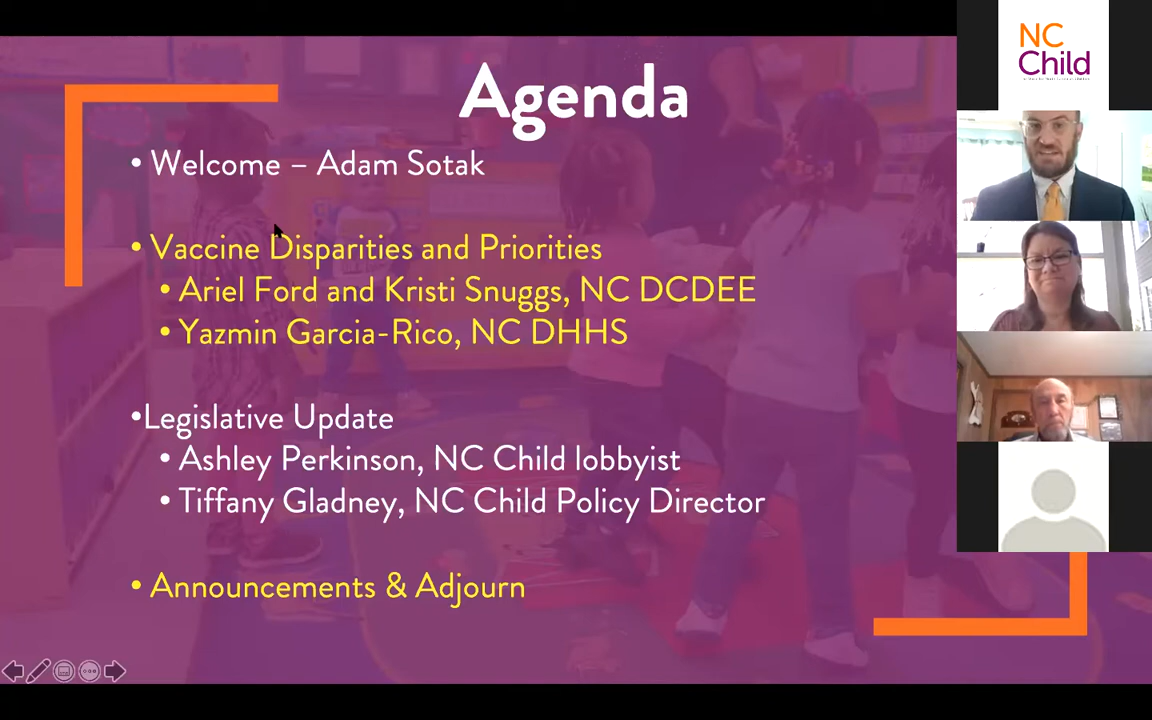 Agenda
• Welcome – Adam Sotak
• Vaccine Disparities and Priorities
• Ariel Ford and Kristi Snuggs, NC DCDEE
• Yazmin Garcia-Rico, NC DHHS
•Legislative Update
• Ashley Perkinson, NC Child lobbyist
• Tiffany Gladney, NC Child Policy Director
• Announcements & Adjourn
NC
Child